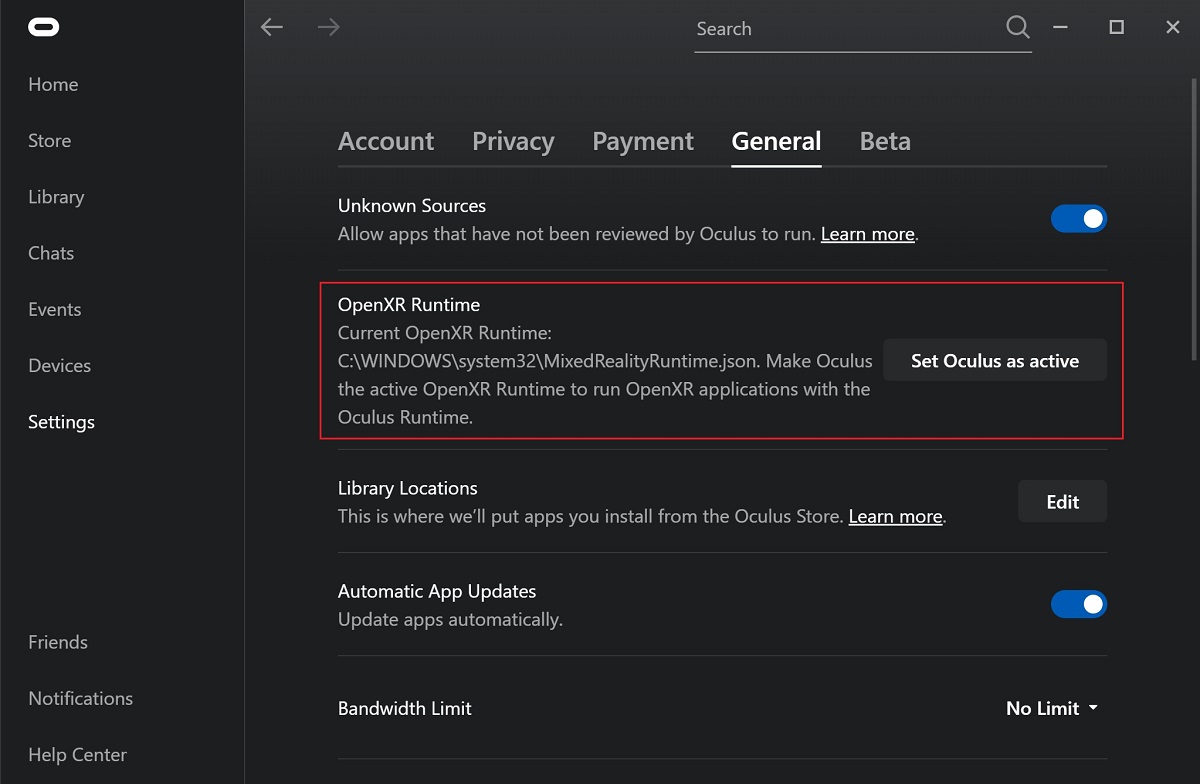 Search
Home
Store
Library
Chats
Events
Devices
Settings
Friends
Notifications
Help Center
Account Privacy Payment General Beta
Unknown Sources
Allow apps that have not been reviewed by Oculus to run. Learn more.
OpenXR Runtime
Current OpenXR Runtime:
C:\WINDOWS\system32\MixedRealityRuntime.json. Make Oculus
the active OpenXR Runtime to run OpenXR applications with the
Oculus Runtime.
Set Oculus as active
Library Locations
This is where we’ll put apps you install from the Oculus Store. Learn more.
Edit
Automatic App Updates
Update apps automatically.
Bandwidth Limit
No Limit